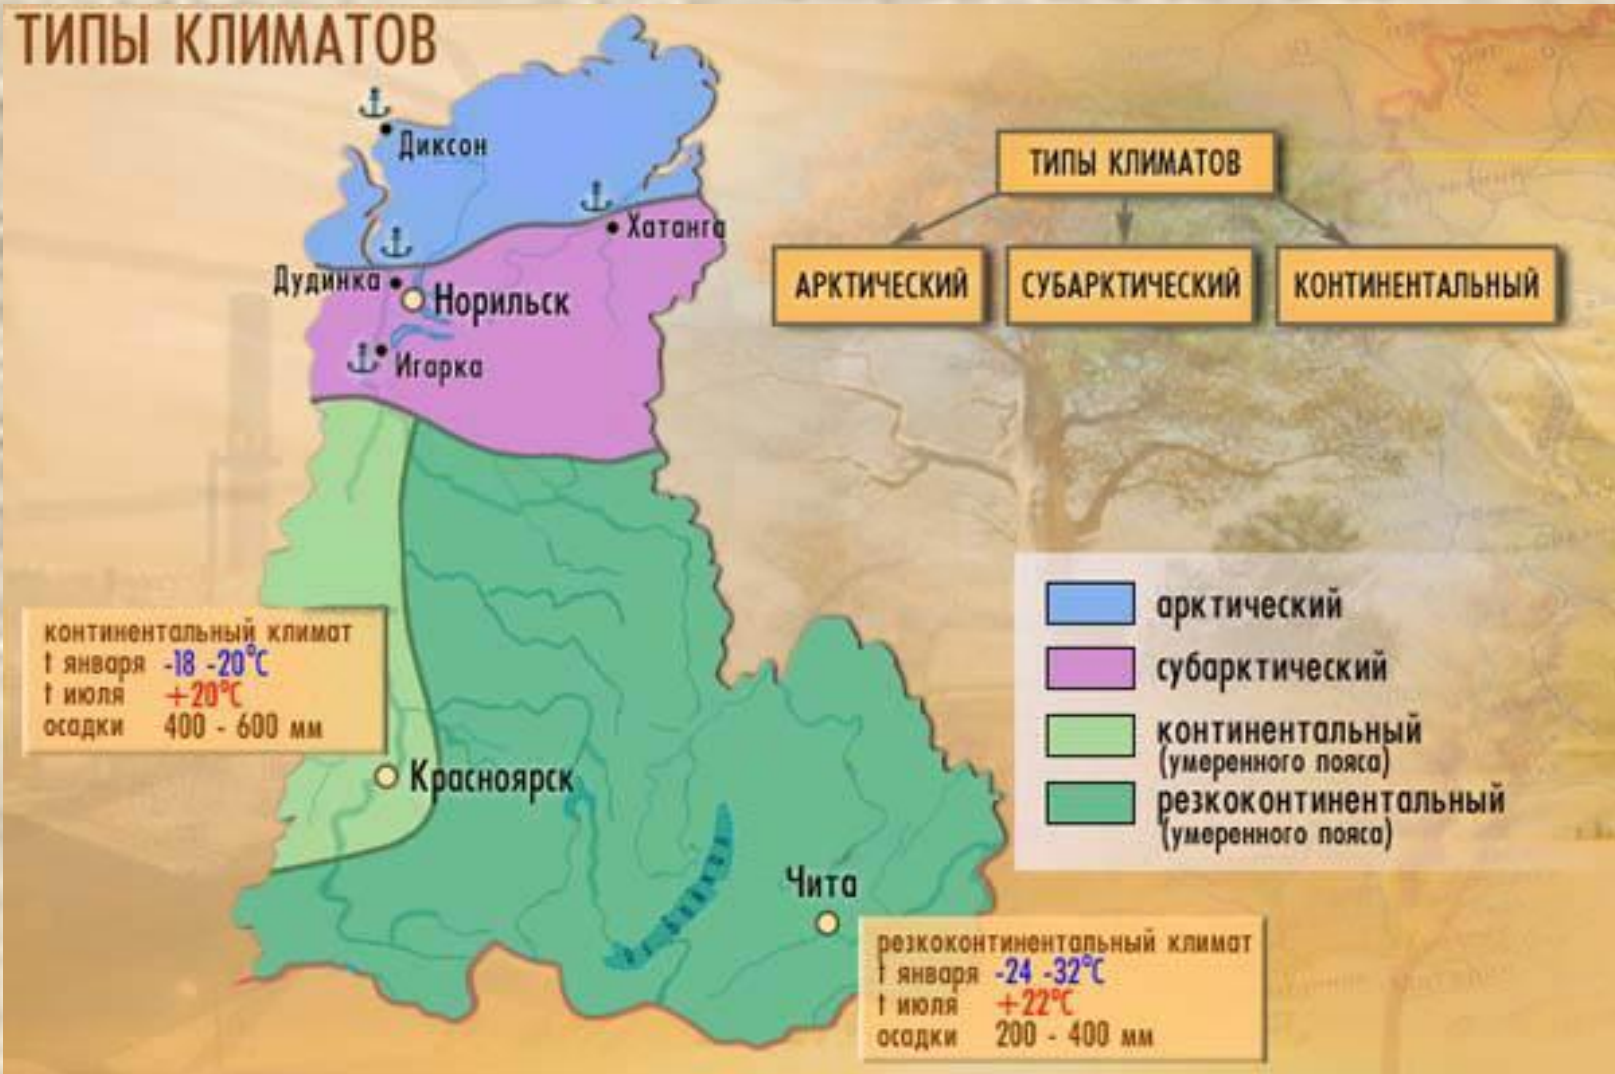 ТИПЫ КЛИМАТОВ
Диксон
Хатанга
Дудинка
Норильск
Игарка
ТИПЫ КЛИМАТОВ
АРКТИЧЕСКИЙ СУБАРКТИЧЕСКИЙ КОНТИНЕНТАЛЬНЫЙ
арктический
субарктический
континентальный
(умеренного пояса)
резкоконтинентальный
(умеренного пояса)
континентальный климат
t января -18 -20°C
t июля +20°C
осадки 400 - 600 мм
Красноярск
оз. Байкал
Чита
резкоконтинентальный климат
t января -24 -32°C
t июля +22°C
осадки 200 - 400 мм